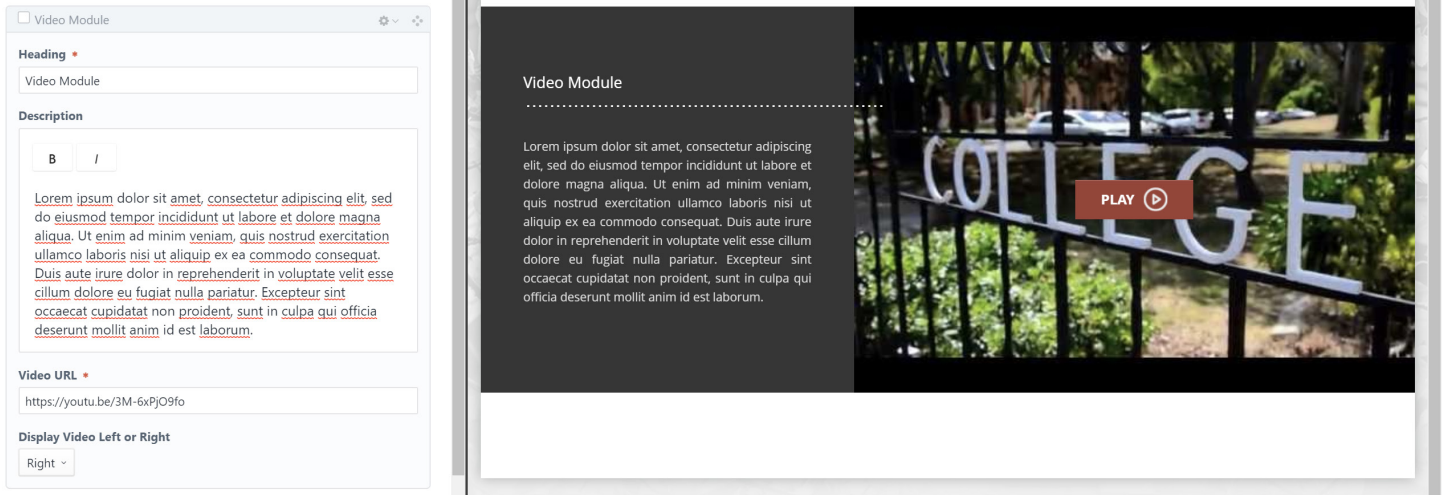 Video Module
Heading *
Video Module
Description
B I
Lorem ipsum dolor sit amet, consectetur adipiscing elit, sed
do eiusmod tempor incididunt ut labore et dolore magna
aliqua. Ut enim ad minim veniam, quis nostrud exercitation
ullamco laboris nisi ut aliquip ex ea commodo consequat.
Duis aute irure dolor in reprehenderit in voluptate velit esse
cillum dolore eu fugiat nulla pariatur. Excepteur sint
occaecat cupidatat non proident, sunt in culpa qui officia
deserunt mollit anim id est laborum.
Video URL *
https://youtu.be/3M-6xPjO9fo
Display Video Left or Right
Right
Video Module
Lorem ipsum dolor sit amet, consectetur adipiscing
elit, sed do eiusmod tempor incididunt ut labore et
dolore magna aliqua. Ut enim ad minim veniam,
quis nostrud exercitation ullamco laboris nisi ut
aliquip ex ea commodo consequat. Duis aute irure
dolor in reprehenderit in voluptate velit esse cillum
dolore eu fugiat nulla pariatur. Excepteur sint
occaecat cupidatat non proident, sunt in culpa qui
officia deserunt mollit anim id est laborum.
COLLEGE
PLAY